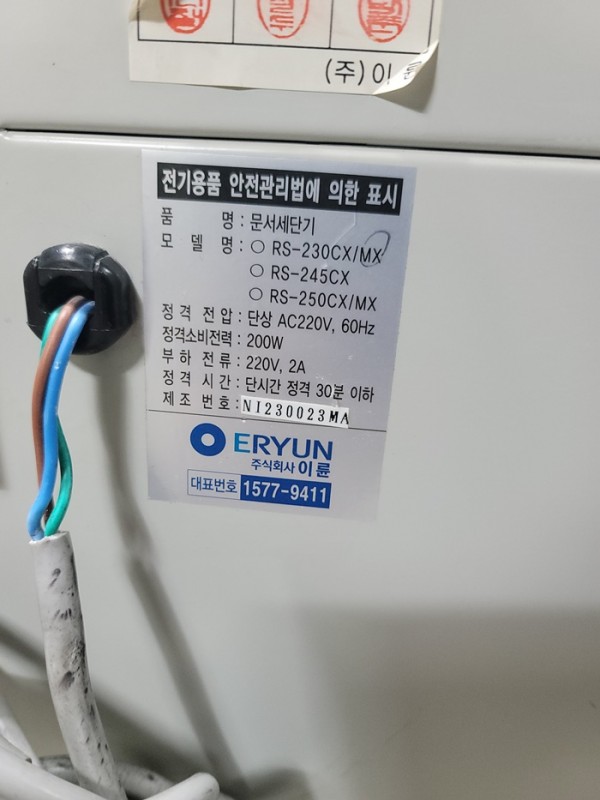 (주)이
전기용품 안전관리법에 의한 표시
품 명 : 문서세단기
모 델 명 : ○ RS-230CX/MX
○ RS-245CX
○ RS-250CX/MX
정 격 전 압 : 단상 AC220V, 60Hz
정격소비전력 : 200W
부 하 전 류 : 220V, 2A
정 격 시 간 : 단시간 정격 30분 이하
제 조 번 호 : NI230023MA
ERYUN
주식회사 이륜
대표번호 1577-9411